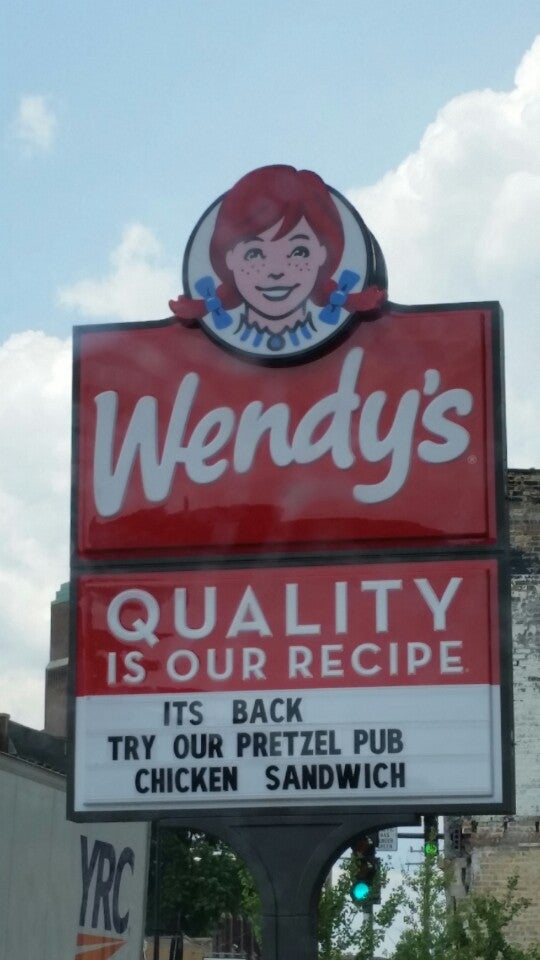 Wendy's
QUALITY
IS OUR RECIPE
ITS BACK
TRY OUR PRETZEL PUB
CHICKEN SANDWICH
YRC